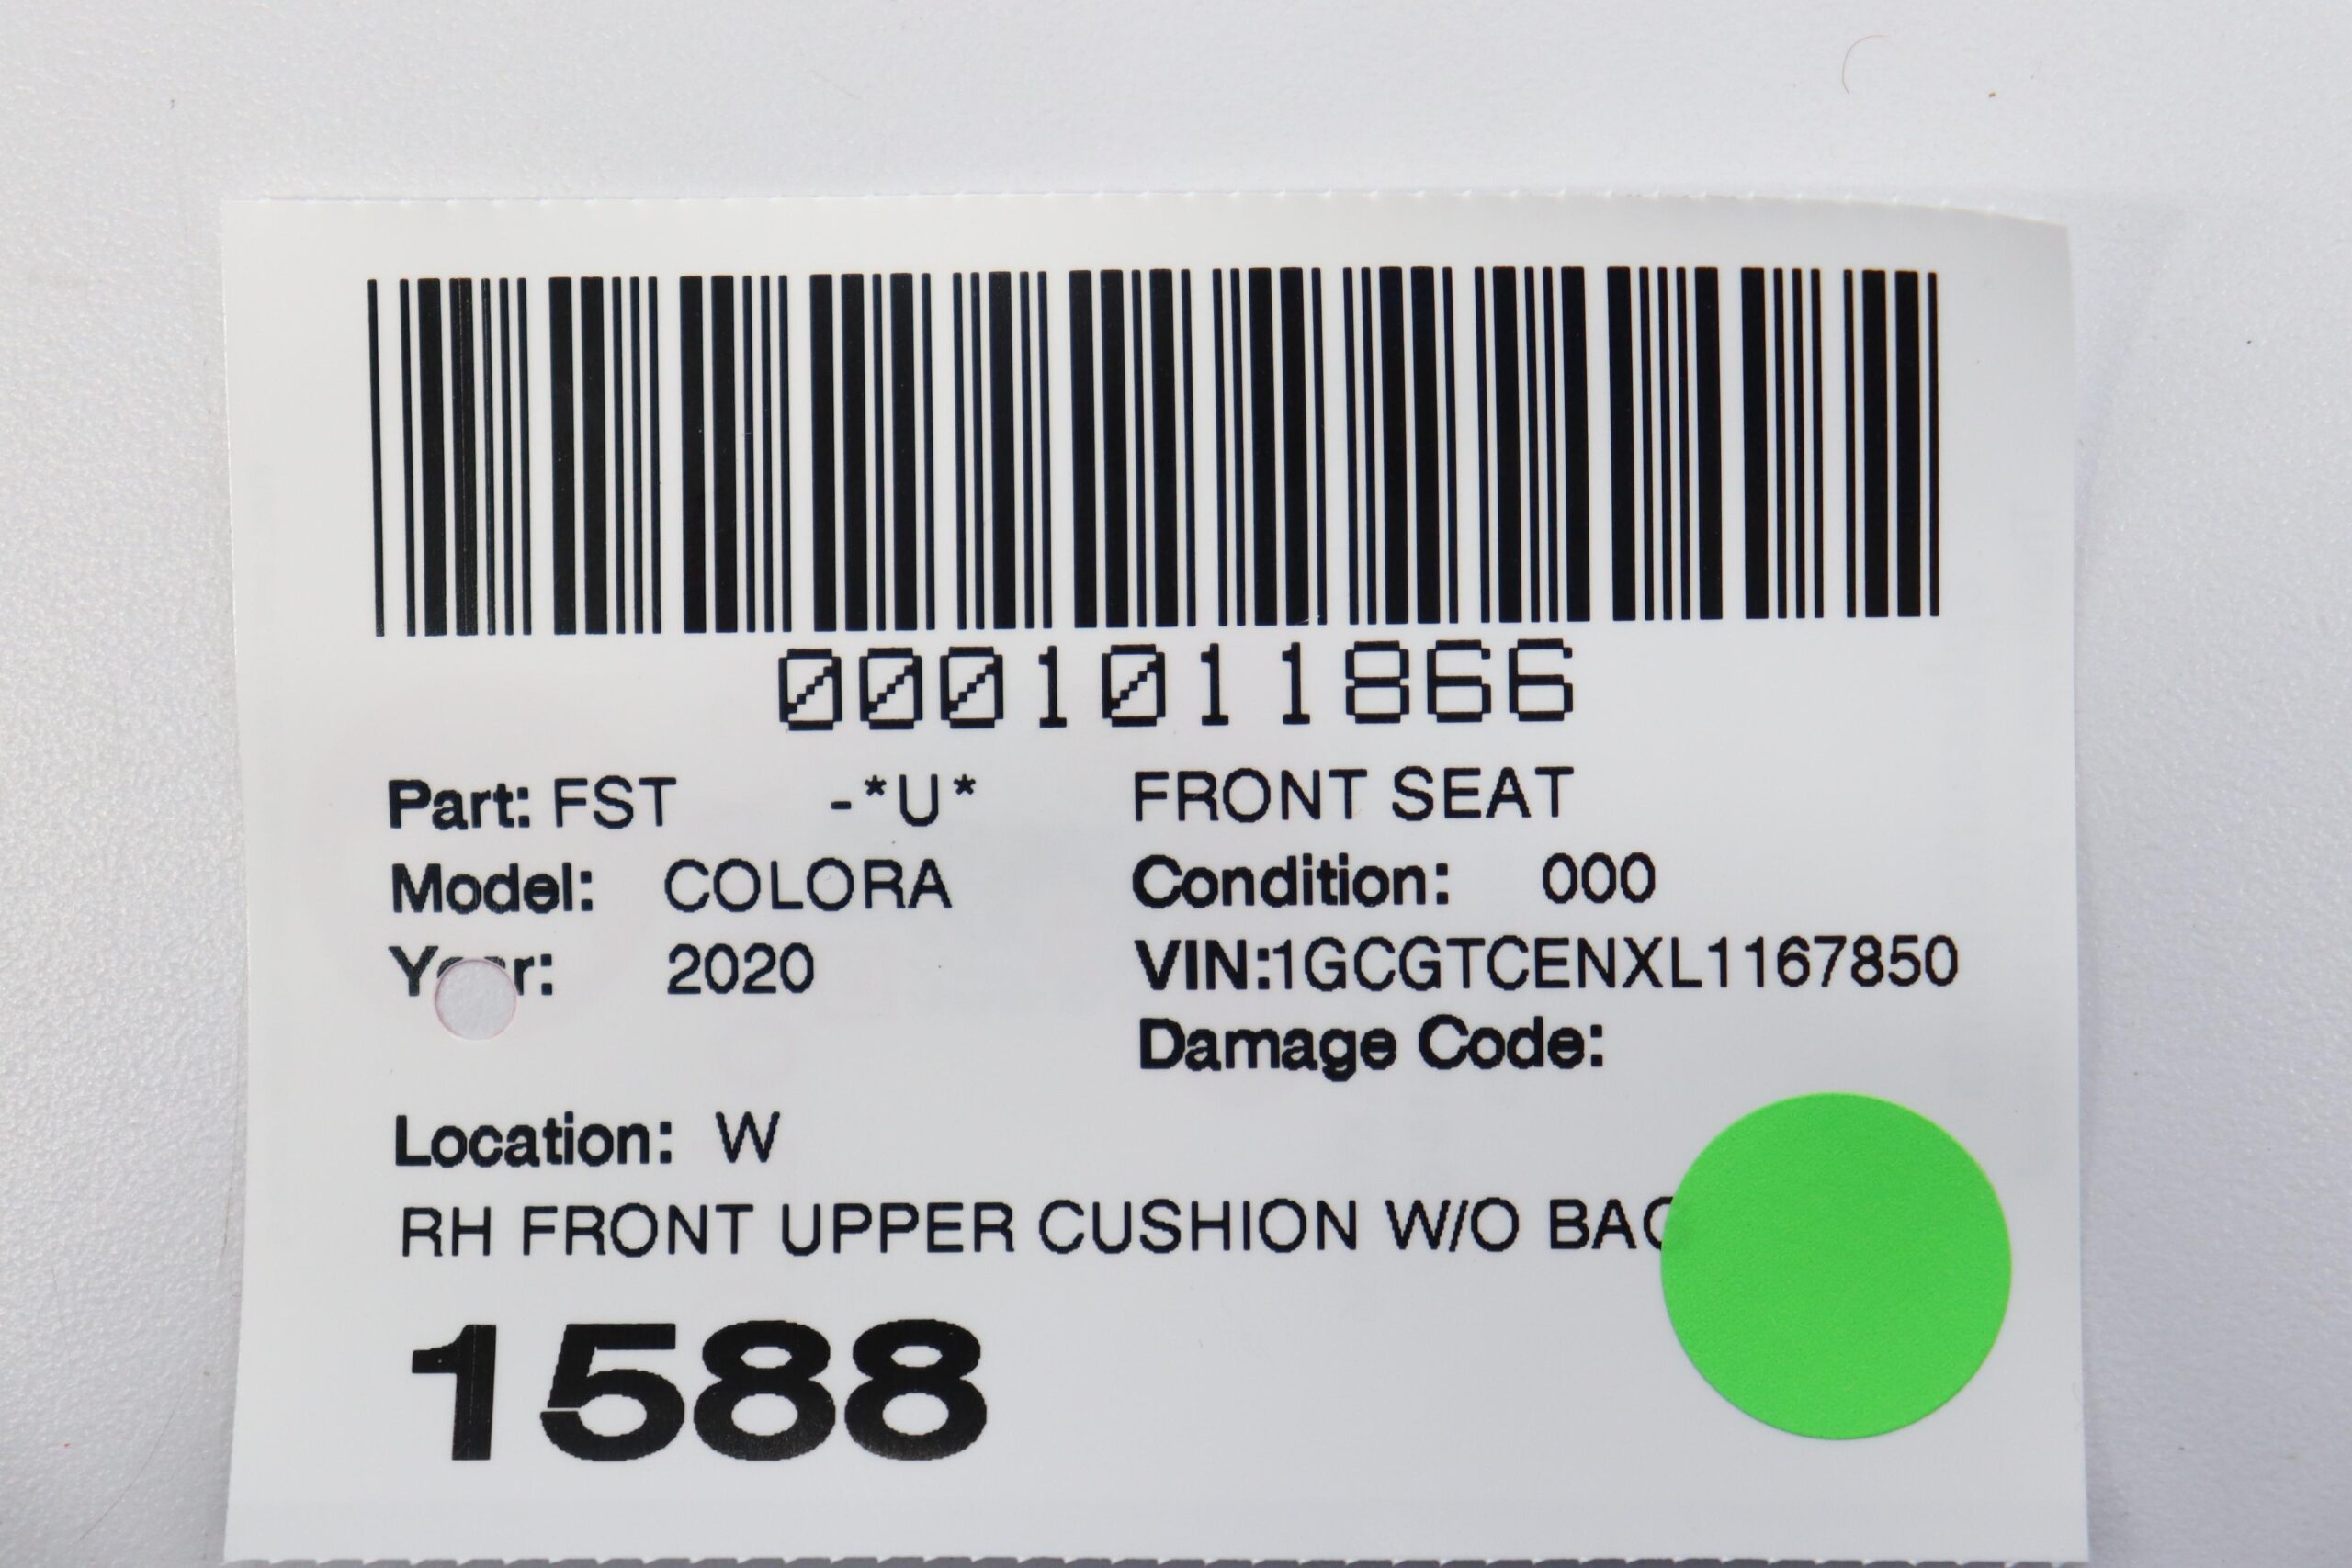 0001011866
Part: FST -*U* FRONT SEAT
Model: COLORA Condition: 000
2020 VIN:1GCGTCENXL1167850
Damage Code:
Location: W
RH FRONT UPPER CUSHION W/O
1588